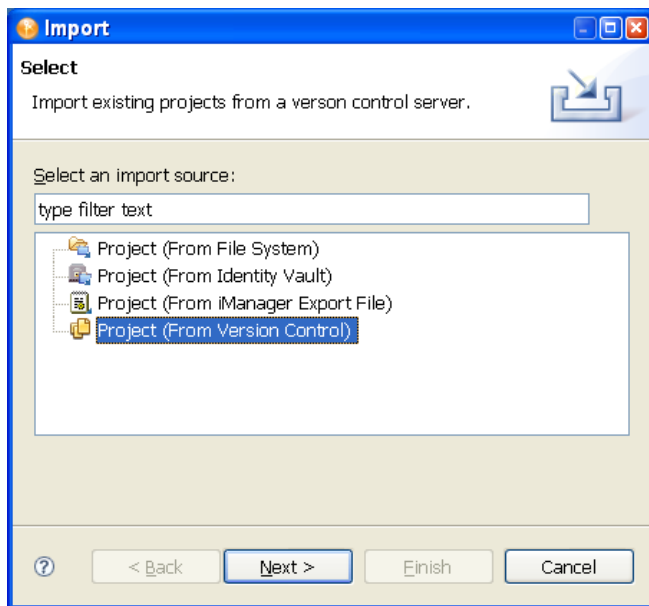 Import
Select
Import existing projects from a verson control server.
Select an import source:
type filter text
Project (From File System)
Project (From Identity Vault)
Project (From iManager Export File)
Project (From Version Control)
? < Back Next > Finish Cancel